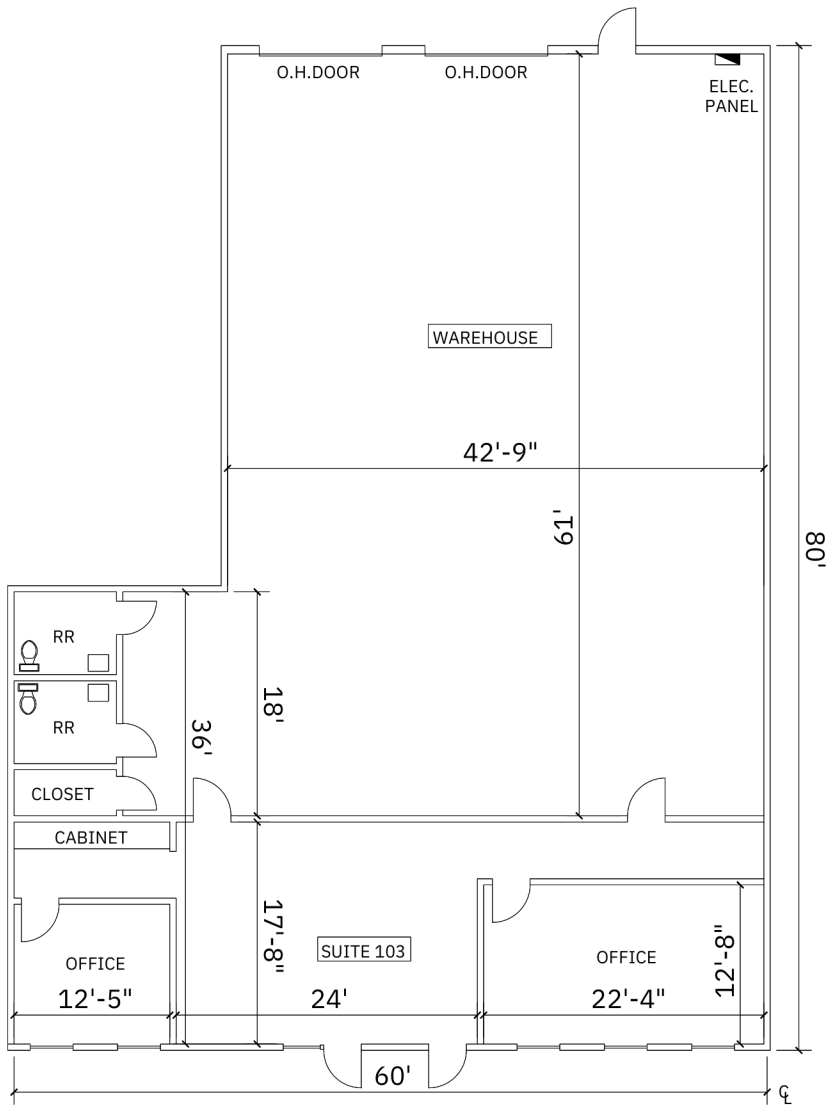 O.H.DOOR
O.H.DOOR
ELEC.
PANEL
WAREHOUSE
42'-9"
61'
80'
RR
RR
18'
36'
CLOSET
CABINET
17'-8"
SUITE 103
OFFICE
OFFICE
12'-8"
12'-5"
24'
22'-4"
60'
℄